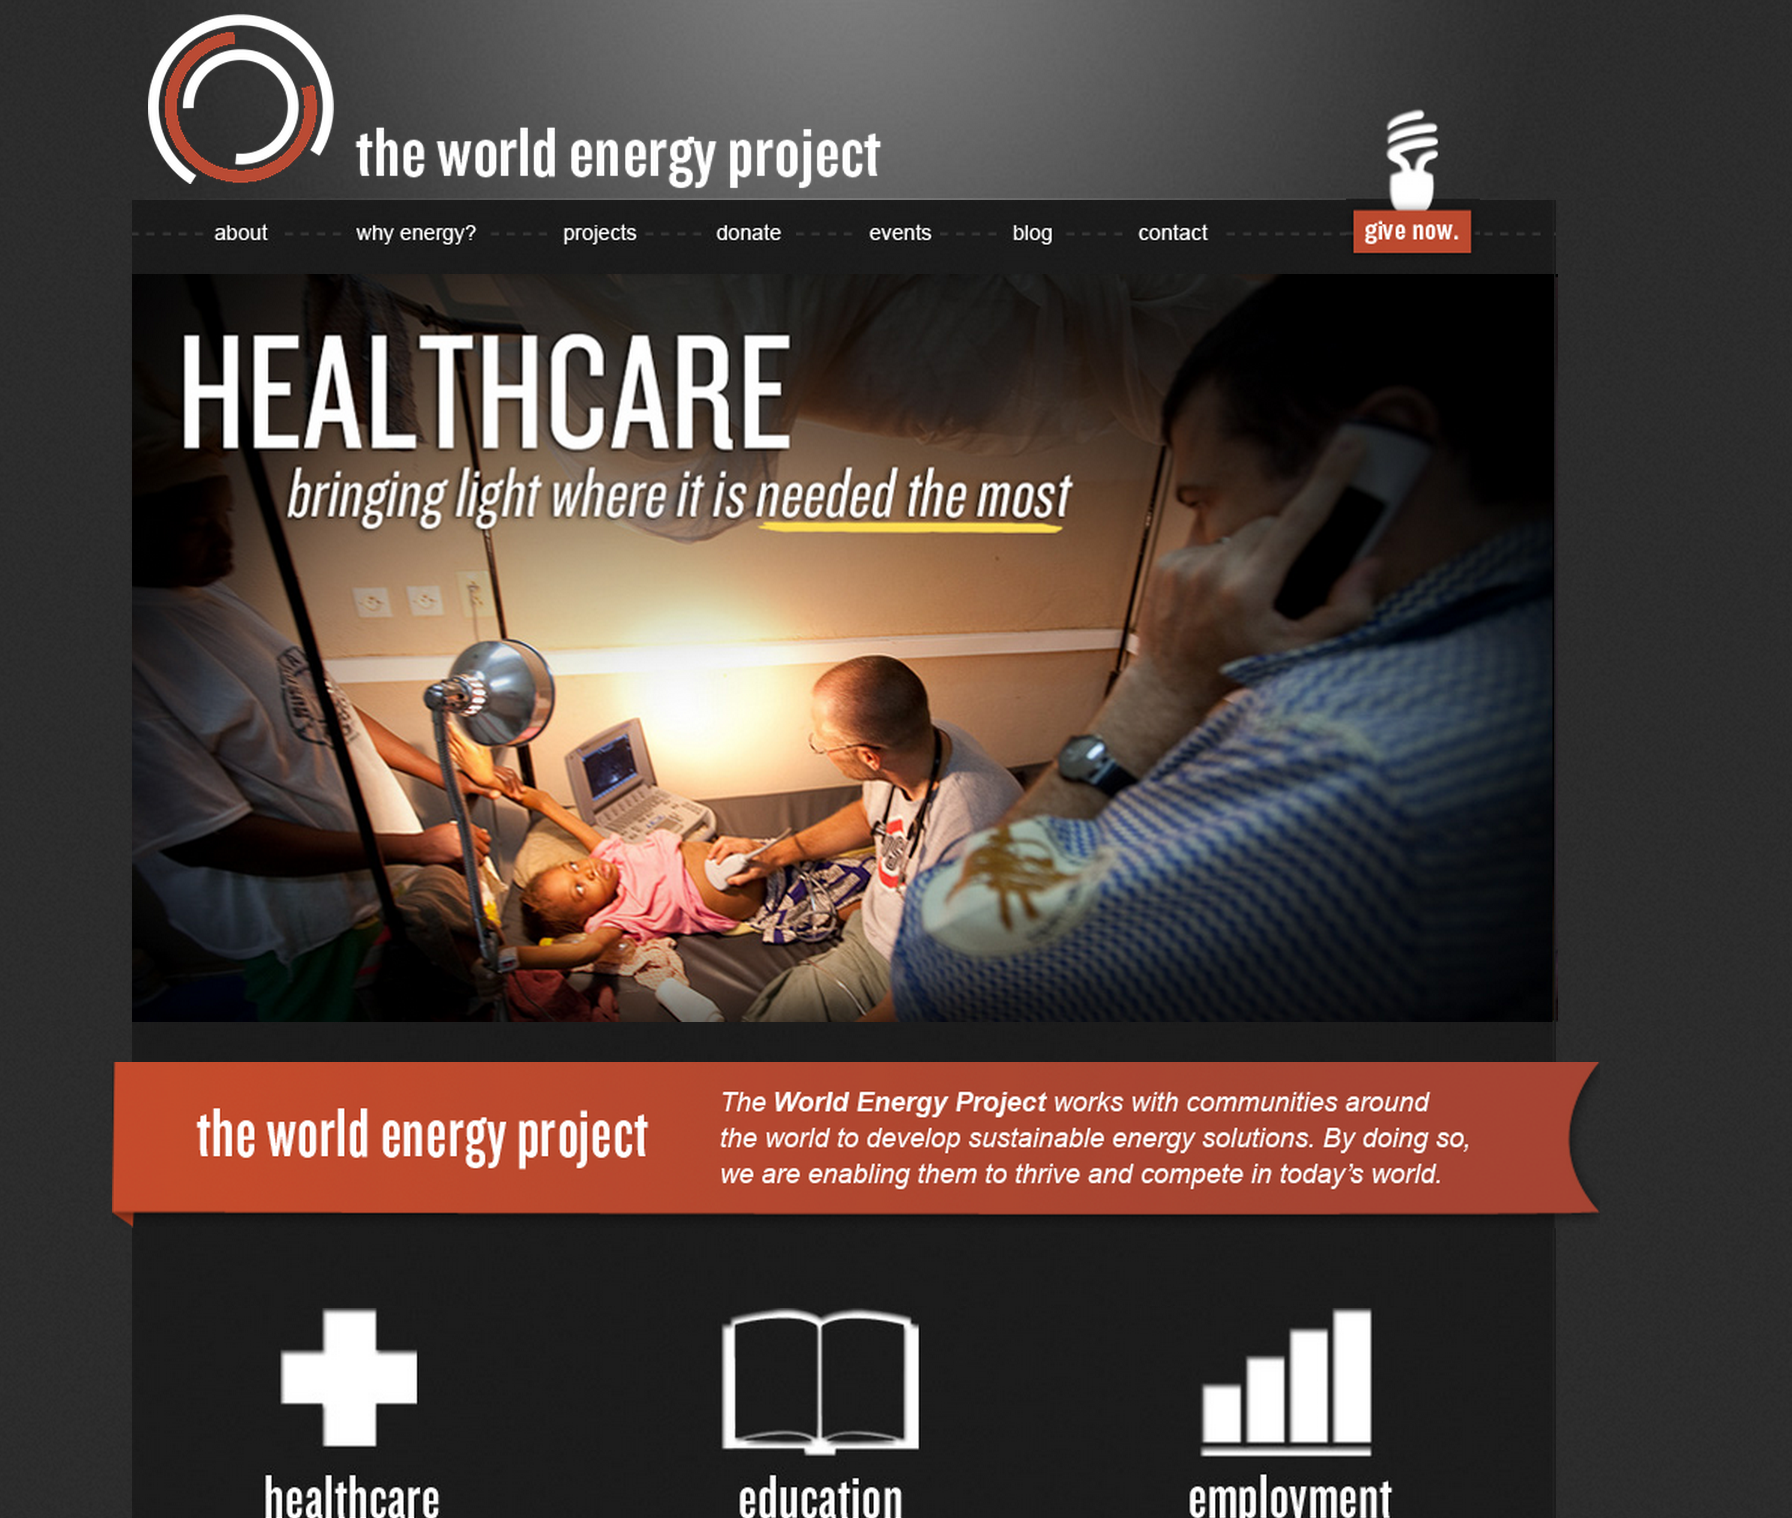 the world energy project
about why energy? projects donate events blog contact give now.
HEALTHCARE
bringing light where it is needed the most
the world energy project
The World Energy Project works with communities around
the world to develop sustainable energy solutions. By doing so,
we are enabling them to thrive and compete in today’s world.
healthcare education employment